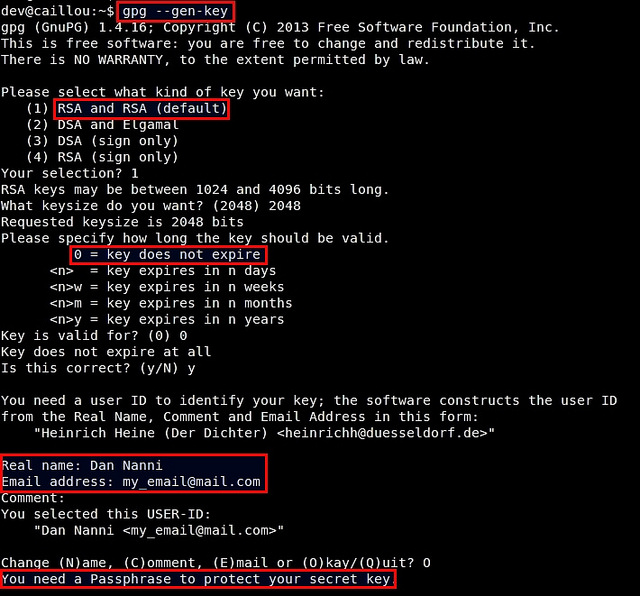 dev@caillou:~$ gpg --gen-key
gpg (GnuPG) 1.4.16; Copyright (C) 2013 Free Software Foundation, Inc.
This is free software: you are free to change and redistribute it.
There is NO WARRANTY, to the extent permitted by law.
Please select what kind of key you want:
(1) RSA and RSA (default)
(2) DSA and Elgamal
(3) DSA (sign only)
(4) RSA (sign only)
Your selection? 1
RSA keys may be between 1024 and 4096 bits long.
What keysize do you want? (2048) 2048
Requested keysize is 2048 bits
Please specify how long the key should be valid.
0 = key does not expire
<n>  = key expires in n days
<n>w = key expires in n weeks
<n>m = key expires in n months
<n>y = key expires in n years
Key is valid for? (0) 0
Key does not expire at all
Is this correct? (y/N) y
You need a user ID to identify your key; the software constructs the user ID
from the Real Name, Comment and Email Address in this form:
"Heinrich Heine (Der Dichter) <heinrichh@duesseldorf.de>"
Real name: Dan Nanni
Email address: my_email@mail.com
Comment:
You selected this USER-ID:
"Dan Nanni <my_email@mail.com>"
Change (N)ame, (C)omment, (E)mail or (O)kay/(Q)uit? O
You need a Passphrase to protect your secret key.